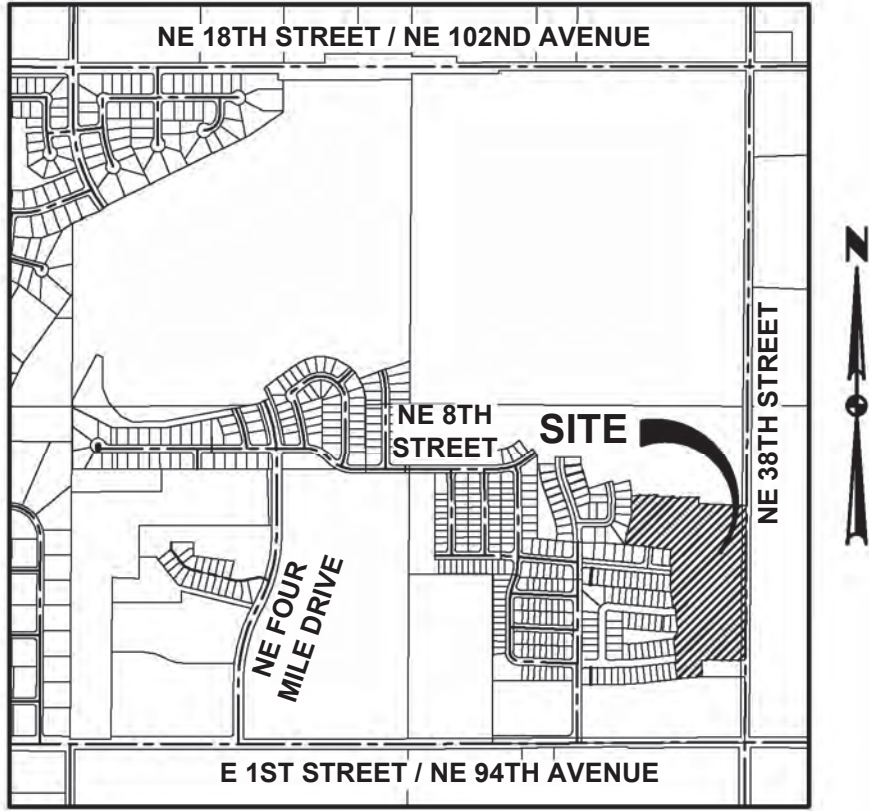 NE 18TH STREET / NE 102ND AVENUE
N
NE 38TH STREET
NE 8TH
STREET
SITE
NE FOUR
MILE DRIVE
E 1ST STREET / NE 94TH AVENUE